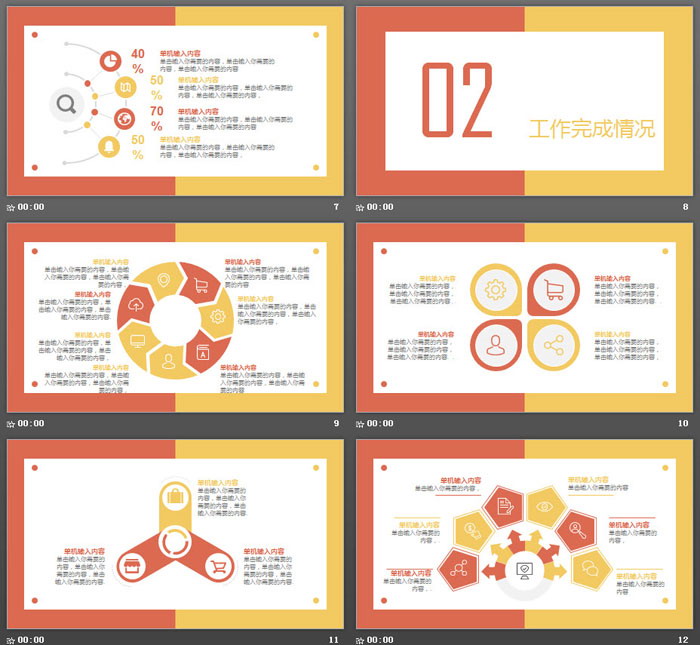 40
%
单机输入内容
单击输入你需要的内容，单击输入你需
要的内容，单击输入你需要的内容
50
%
单机输入内容
单击输入你需要的内容，单击输入你需要的内
容，单击输入你需要的内容，
70
%
单机输入内容
单击输入你需要的内容，单击输入你需要的内
容，单击输入你需要的内容
50
%
单机输入内容
单击输入你需要的内容，单击输入你需
要的内容，单击输入你需要的内容，
00:00
7
02
工作完成情况
00:00
8
单机输入内容
单击输入你需要的内容，单击
输入你需要的内容，单击输入你需
要的内容
单机输入内容
单击输入你需要的内容，单击输
入你需要的内容，单击输入你需
要的内容
单机输入内容
单击输入你需要的内容，单
击输入你需要的内容，单击
输入你需要的内容.
单机输入内容
单击输入你需要的内容，单击
输入你需要的内容，单击输入
你需要的内容
单机输入内容
单击输入你需要的内容，
单击输入你需要的内容，
单击输入你需要的内容
A
单机输入内容
单击输入你需要的内容，单击
输入你需要的内容，单击输入你
需要的内容
单机输入内容
单击输入你需要的内容，单击
输入你需要的内容，单击输入你
需要的内容
00:00
9
单机输入内容
单击输入你需要的内容，
单击输入你需要的内容，
单击输入你需要的内容
单机输入内容
单击输入你需要的内容，
单击输入你需要的内容，
单击输入你需要的内容
单机输入内容
单击输入你需要的内容，
单击输入你需要的内容，
单击输入你需要的内容
单机输入内容
单击输入你需要的内容，
单击输入你需要的内容，
单击输入你需要的内容
00:00
10
单机输入内容
单击输入你需要的
内容，单击输入你
需要的内容，单击
输入你需要的内容
单机输入内容
单击输入你需要的
内容，单击输入你
需要的内容，单击
输入你需要的内容.
单机输入内容
单击输入你需要的
内容，单击输入你
需要的内容，单击
输入你需要的内容
00:00
11
单机输入内容
单击输入你需要的内容，
单机输入内容
单击输入你需要的内容
单机输入内容
单击输入你需要的
内容，
单机输入内容
单击输入你需要的
内容，
单机输入内容
单击输入你需要的
内容，
单机输入内容
单击输入你需要的
内容
00:00
12